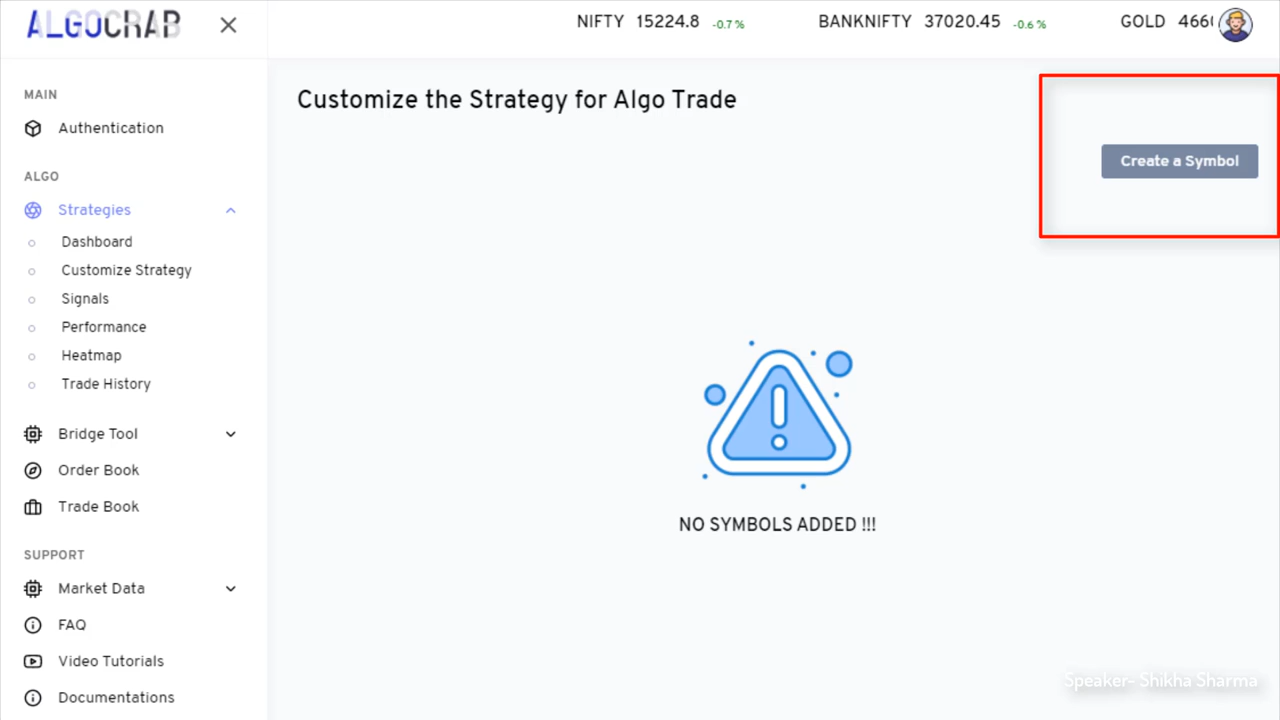 ALGOCRAB
NIFTY 15224.8 -0.7 % BANKNIFTY 37020.45 -0.6 % GOLD 466
MAIN
Authentication
ALGO
Strategies
Dashboard
Customize Strategy
Signals
Performance
Heatmap
Trade History
Bridge Tool
Order Book
Trade Book
SUPPORT
Market Data
FAQ
Video Tutorials
Documentations
Customize the Strategy for Algo Trade
Create a Symbol
NO SYMBOLS ADDED !!!
Speaker- Shikha Sharma